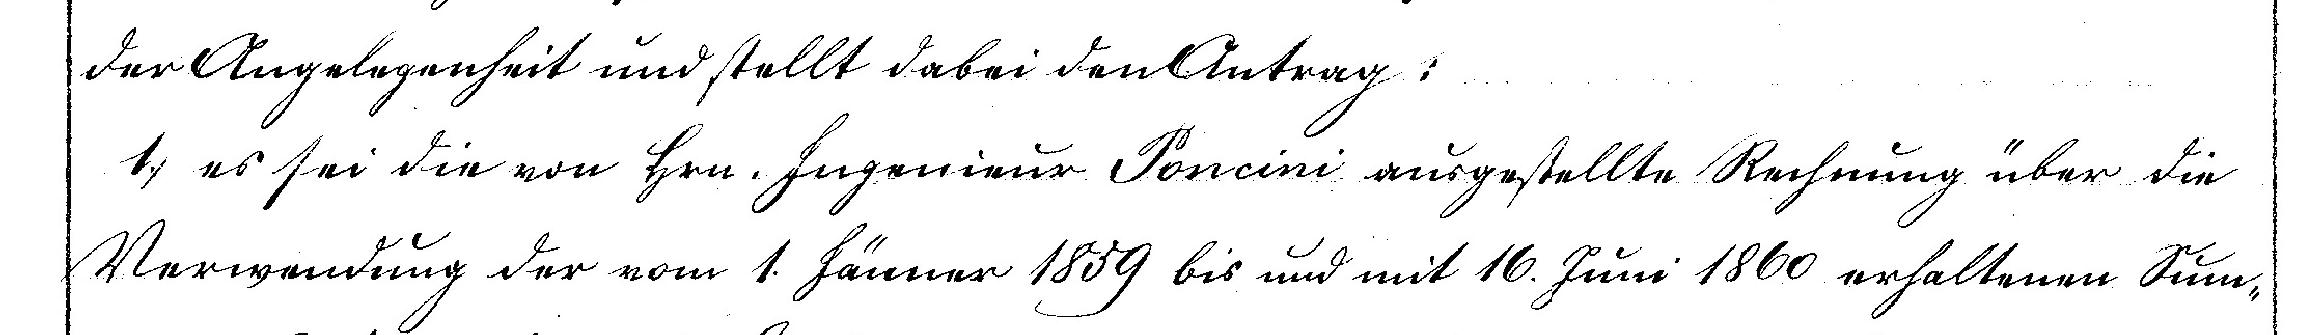 der Angelegenheit und stellt dabei den Antrag:
1, es sei die von Hrn. Ingenieur Poncini ausgestellte Rechnung über die
Verwendung der vom 1. Jänner 1859 bis und mit 16. Juni 1860 erhaltenen Sum„